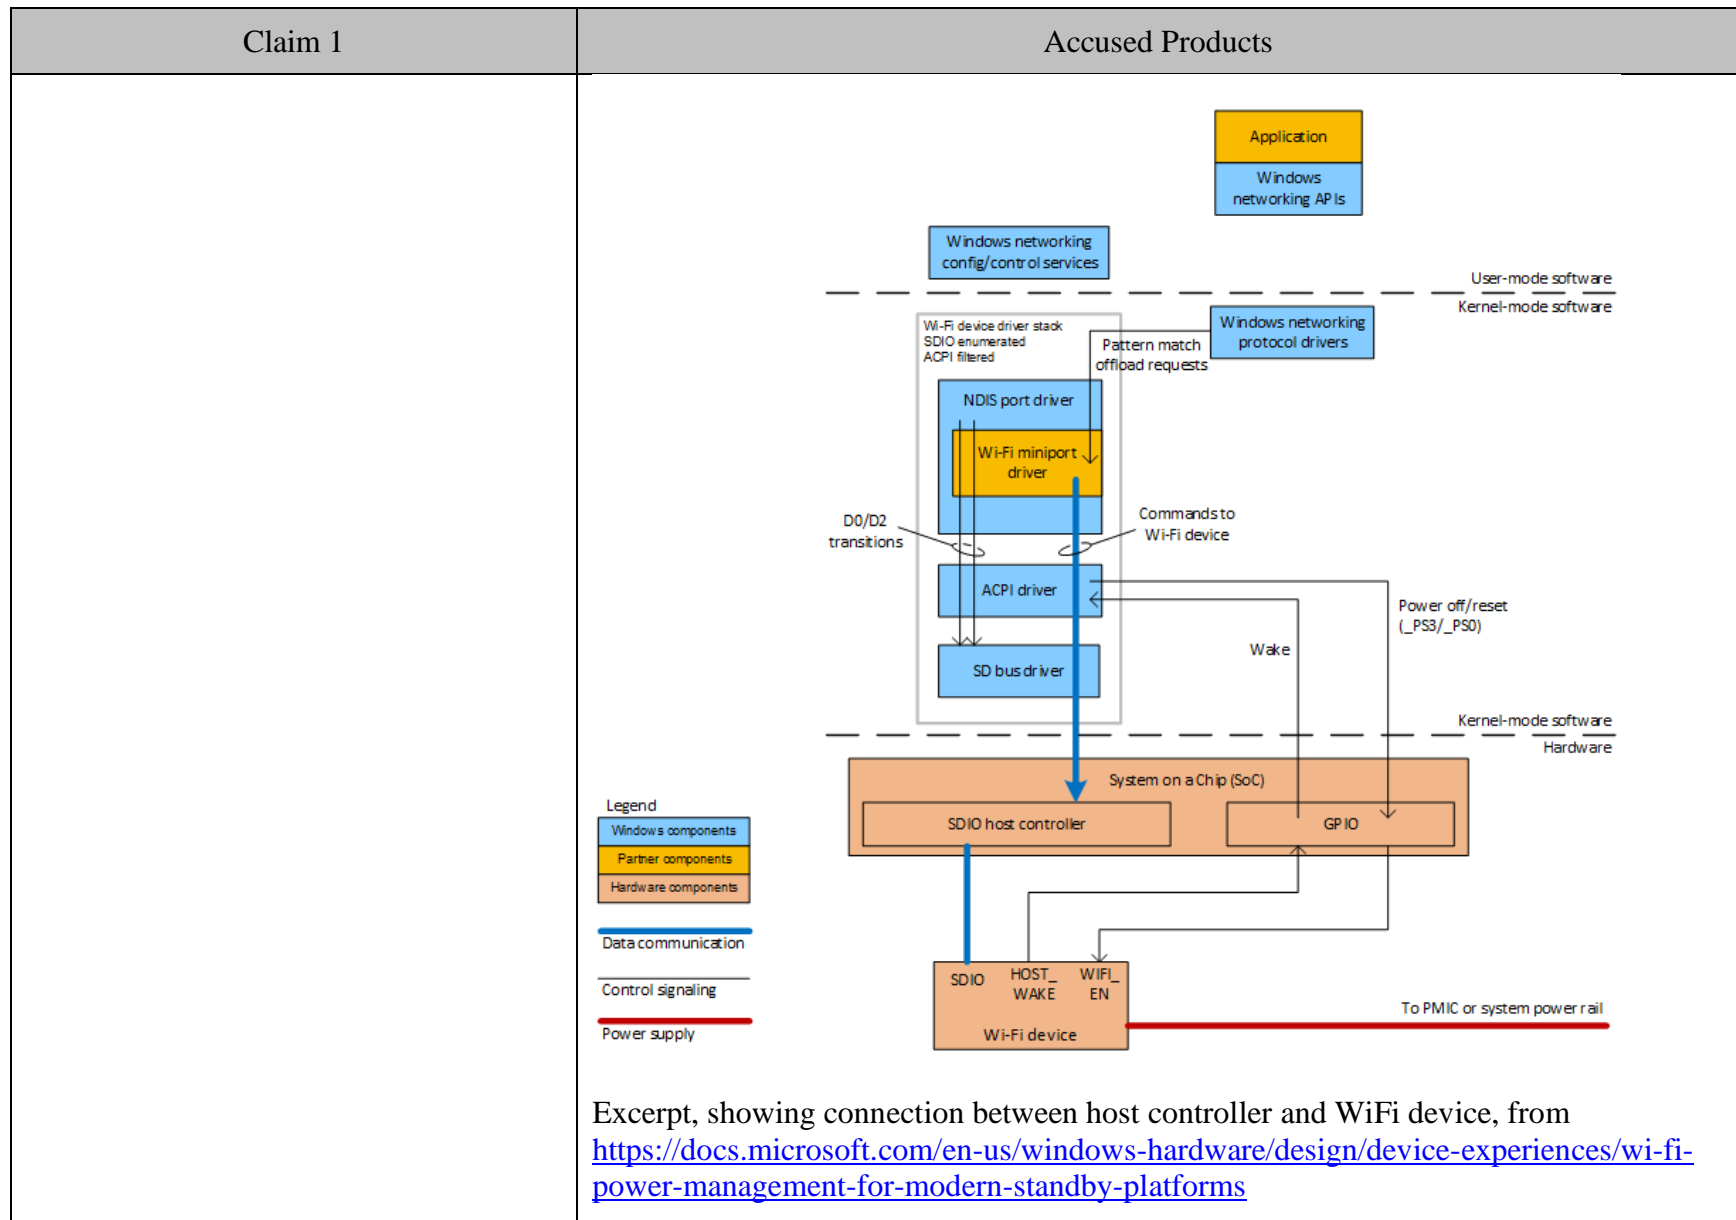 Claim 1
Accused Products
Application
Windows
networking APIs
Windows networking
config/control services
User-mode software
Kernel-mode software
Wi-Fi device driver stack
SDIO enumerated
ACPI filtered
Windows networking
protocol drivers
Pattern match
offload requests
NDIS port driver
Wi-Fi miniport
driver
D0/D2
transitions
Commands to
Wi-Fi device
ACPI driver
Power off/reset
(_PS3/_PS0)
Wake
SD bus driver
Kernel-mode software
Hardware
System on a Chip (SoC)
SDIO host controller
GPIO
Legend
Windows components
Partner components
Hardware components
Data communication
Control signaling
Power supply
SDIO
HOST_
WAKE
WIFI_
EN
Wi-Fi device
To PMIC or system power rail
Excerpt, showing connection between host controller and WiFi device, from
https://docs.microsoft.com/en-us/windows-hardware/design/device-experiences/wi-fi-
power-management-for-modern-standby-platforms